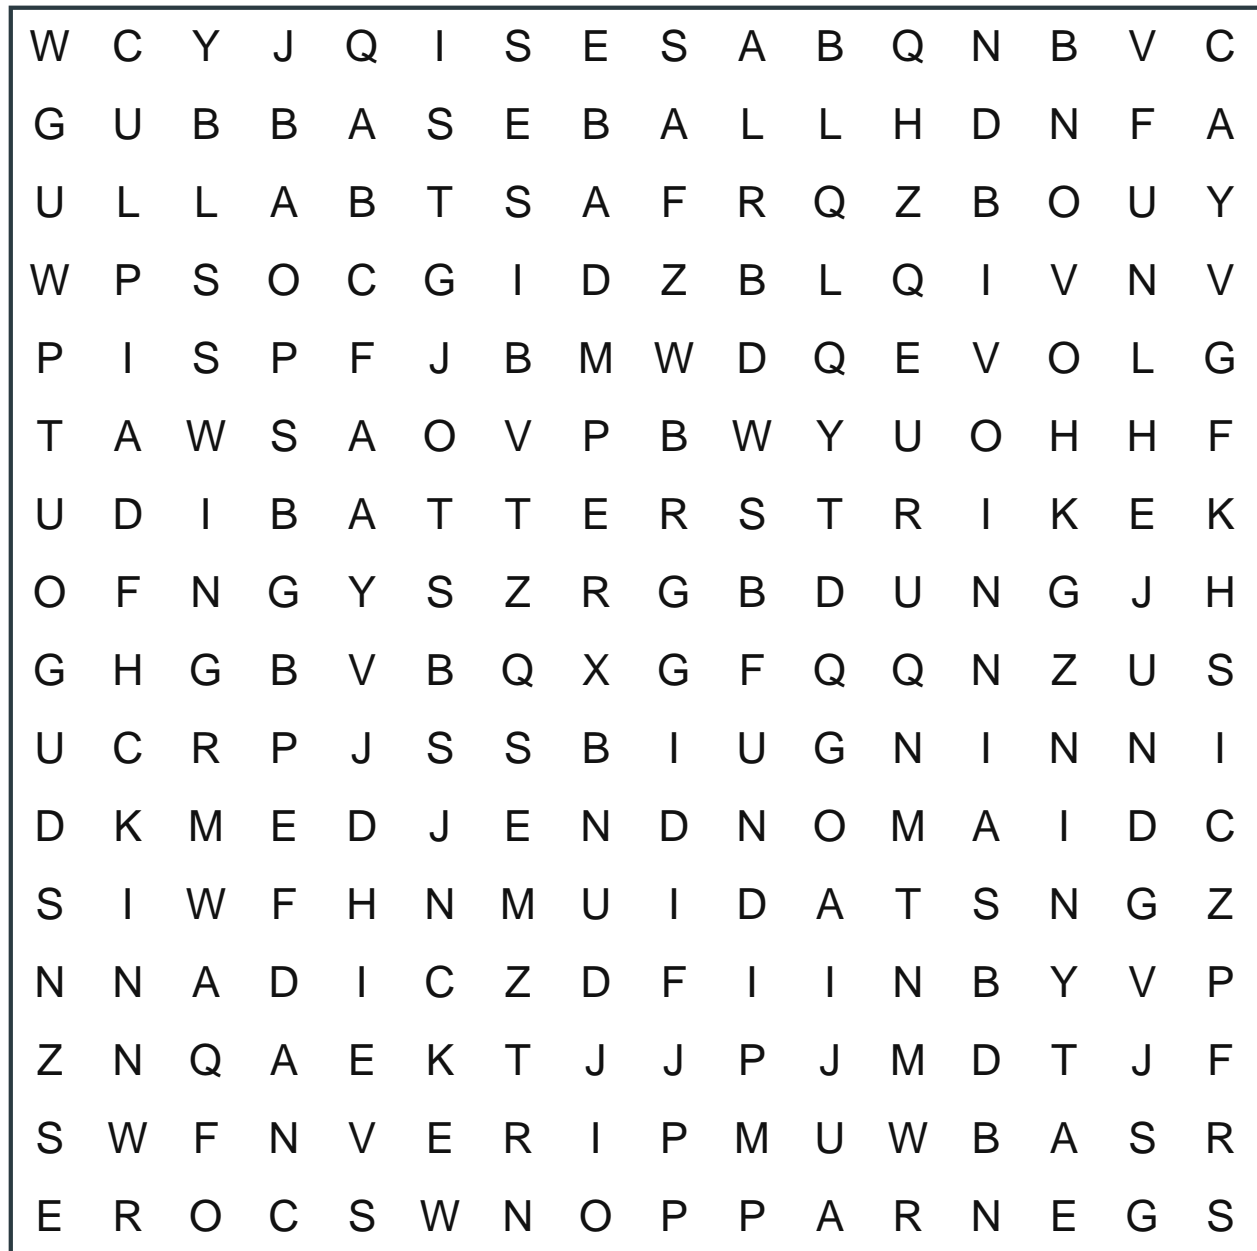 W C Y J Q I S E S A B Q N B V C
G U B B A S E B A L L H D N F A
U L L A B T S A F R Q Z B O U Y
W P S O C G I D Z B L Q I V N V
P I S P F J B M W D Q E V O L G
T A W S A O V P B W Y U O H H F
U D I B A T T E R S T R I K E K
O F N G Y S Z R G B D U N G J H
G H G B V B Q X G F Q Q N Z U S
U C R P J S S B I U G N I N N I
D K M E D J E N D N O M A I D C
S I W F H N M U I D A T S N G Z
N N A D I C Z D F I I N B Y V P
Z N Q A E K T J J P J M D T J F
S W F N V E R I P M U W B A S R
E R O C S W N O P P A R N E G S